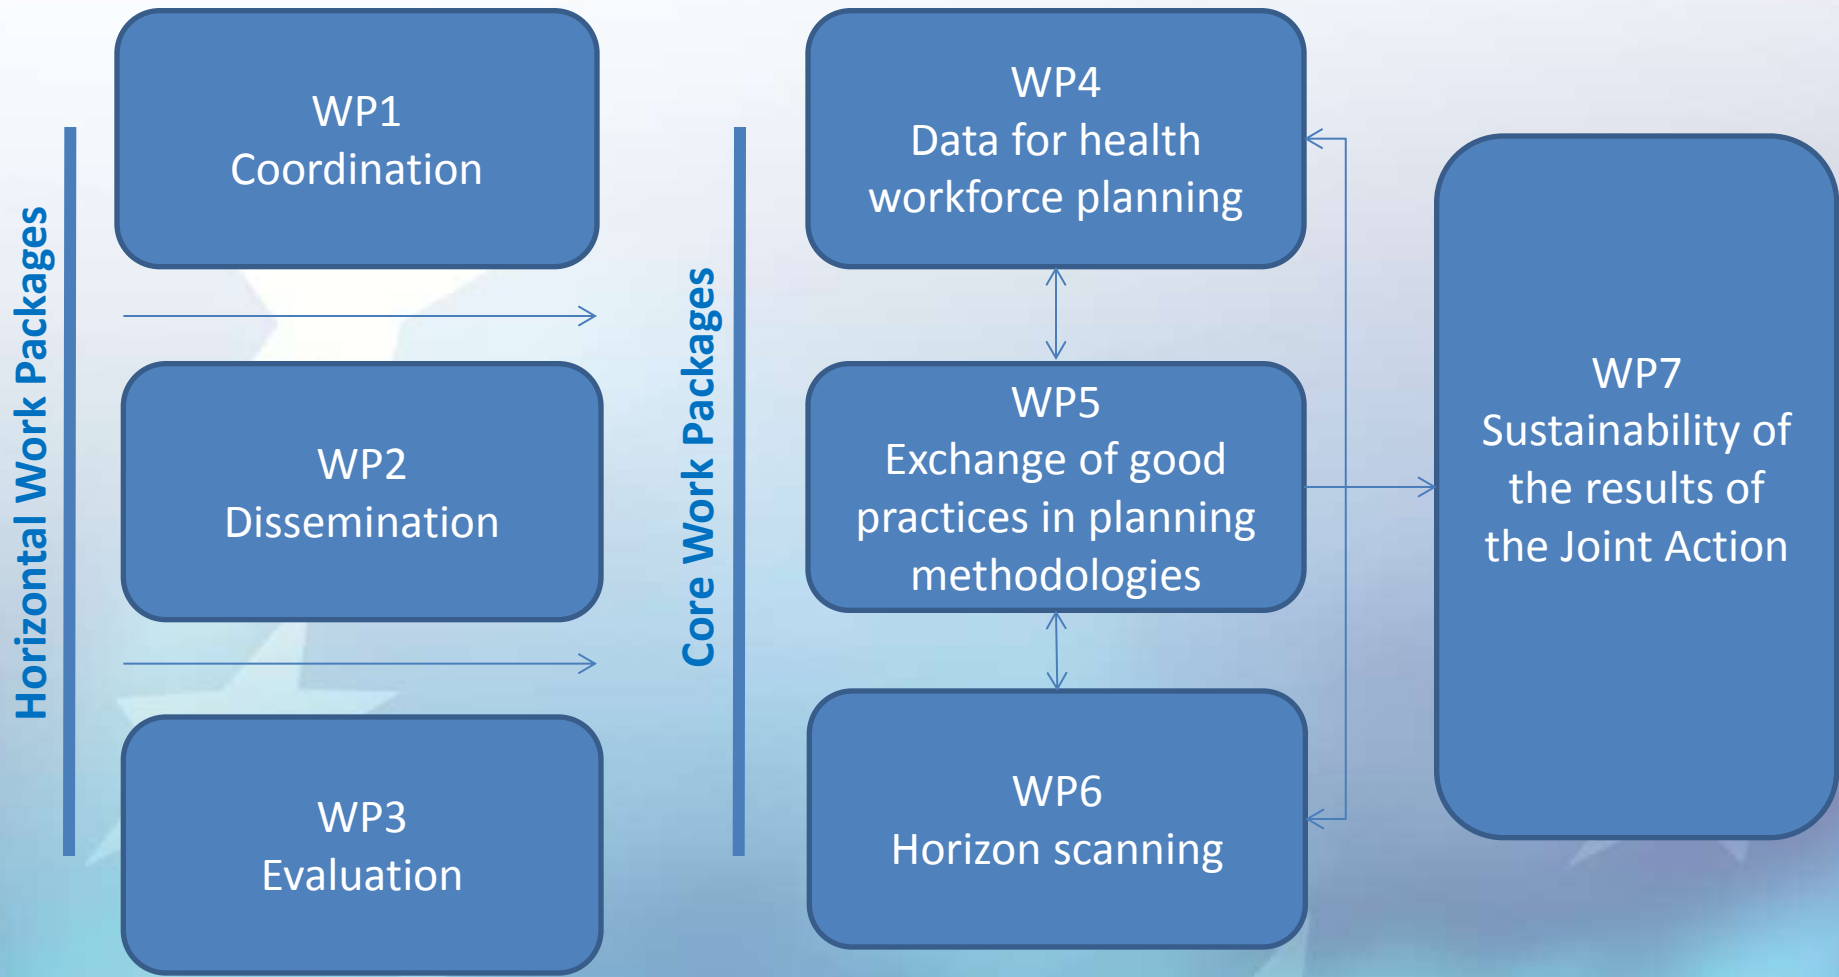 Horizontal Work Packages
WP1
Coordination
WP2
Dissemination
WP3
Evaluation
Core Work Packages
WP4
Data for health
workforce planning
WP5
Exchange of good
practices in planning
methodologies
WP6
Horizon scanning
WP7
Sustainability of
the results of
the Joint Action